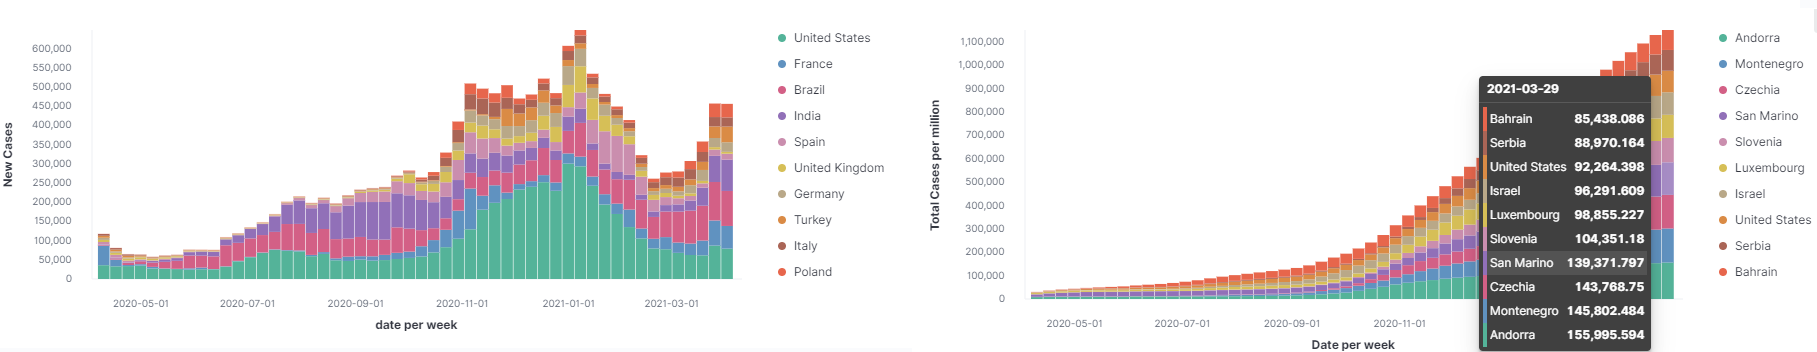 New Cases
600,000
550,000
500,000
450,000
400,000
350,000
300,000
250,000
200,000
150,000
100,000
50,000
0
2020-05-01 2020-07-01 2020-09-01 2020-11-01 2021-01-01 2021-03-01
date per week
United States
France
Brazil
India
Spain
United Kingdom
Germany
Turkey
Italy
Poland
Total Cases per million
1,100,000
1,000,000
900,000
800,000
700,000
600,000
500,000
400,000
300,000
200,000
100,000
0
2020-05-01 2020-07-01 2020-09-01 2020-11-01
Date per week
2021-03-29
Bahrain 85,438.086
Serbia 88,970.164
United States 92,264.398
Israel 96,291.609
Luxembourg 98,855.227
Slovenia 104,351.18
San Marino 139,371.797
Czechia 143,768.75
Montenegro 145,802.484
Andorra 155,995.594
Andorra
Montenegro
Czechia
San Marino
Slovenia
Luxembourg
Israel
United States
Serbia
Bahrain